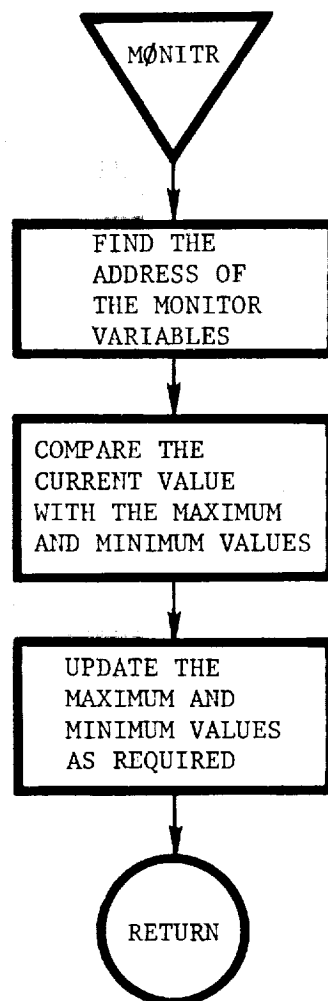 MØNITR
FIND THE
ADDRESS OF
THE MONITOR
VARIABLES
COMPARE THE
CURRENT VALUE
WITH THE MAXIMUM
AND MINIMUM VALUES
UPDATE THE
MAXIMUM AND
MINIMUM VALUES
AS REQUIRED
RETURN